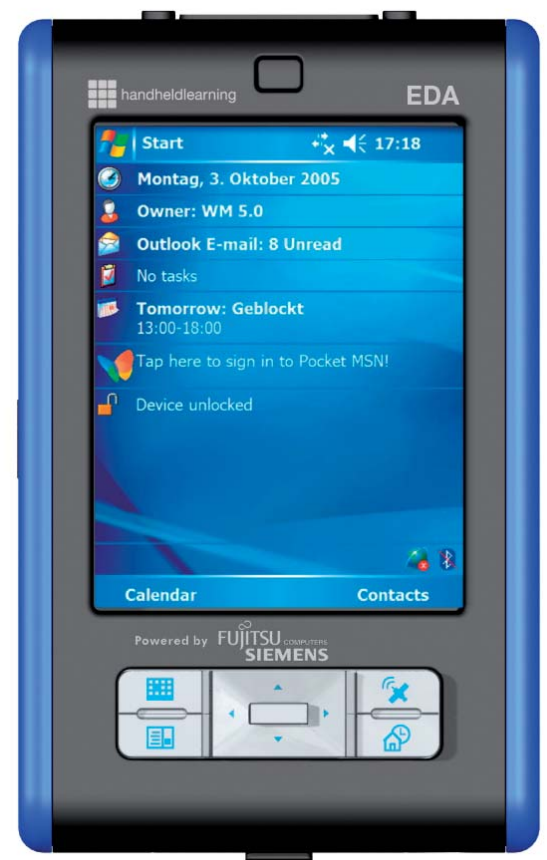 handheldlearning
EDA
Start
17:18
Montag, 3. Oktober 2005
Owner: WM 5.0
Outlook E-mail: 8 Unread
No tasks
Tomorrow: Geblockt
13:00-18:00
Tap here to sign in to Pocket MSN!
Device unlocked
Calendar
Contacts
Powered by FUJITSU COMPUTERS
SIEMENS